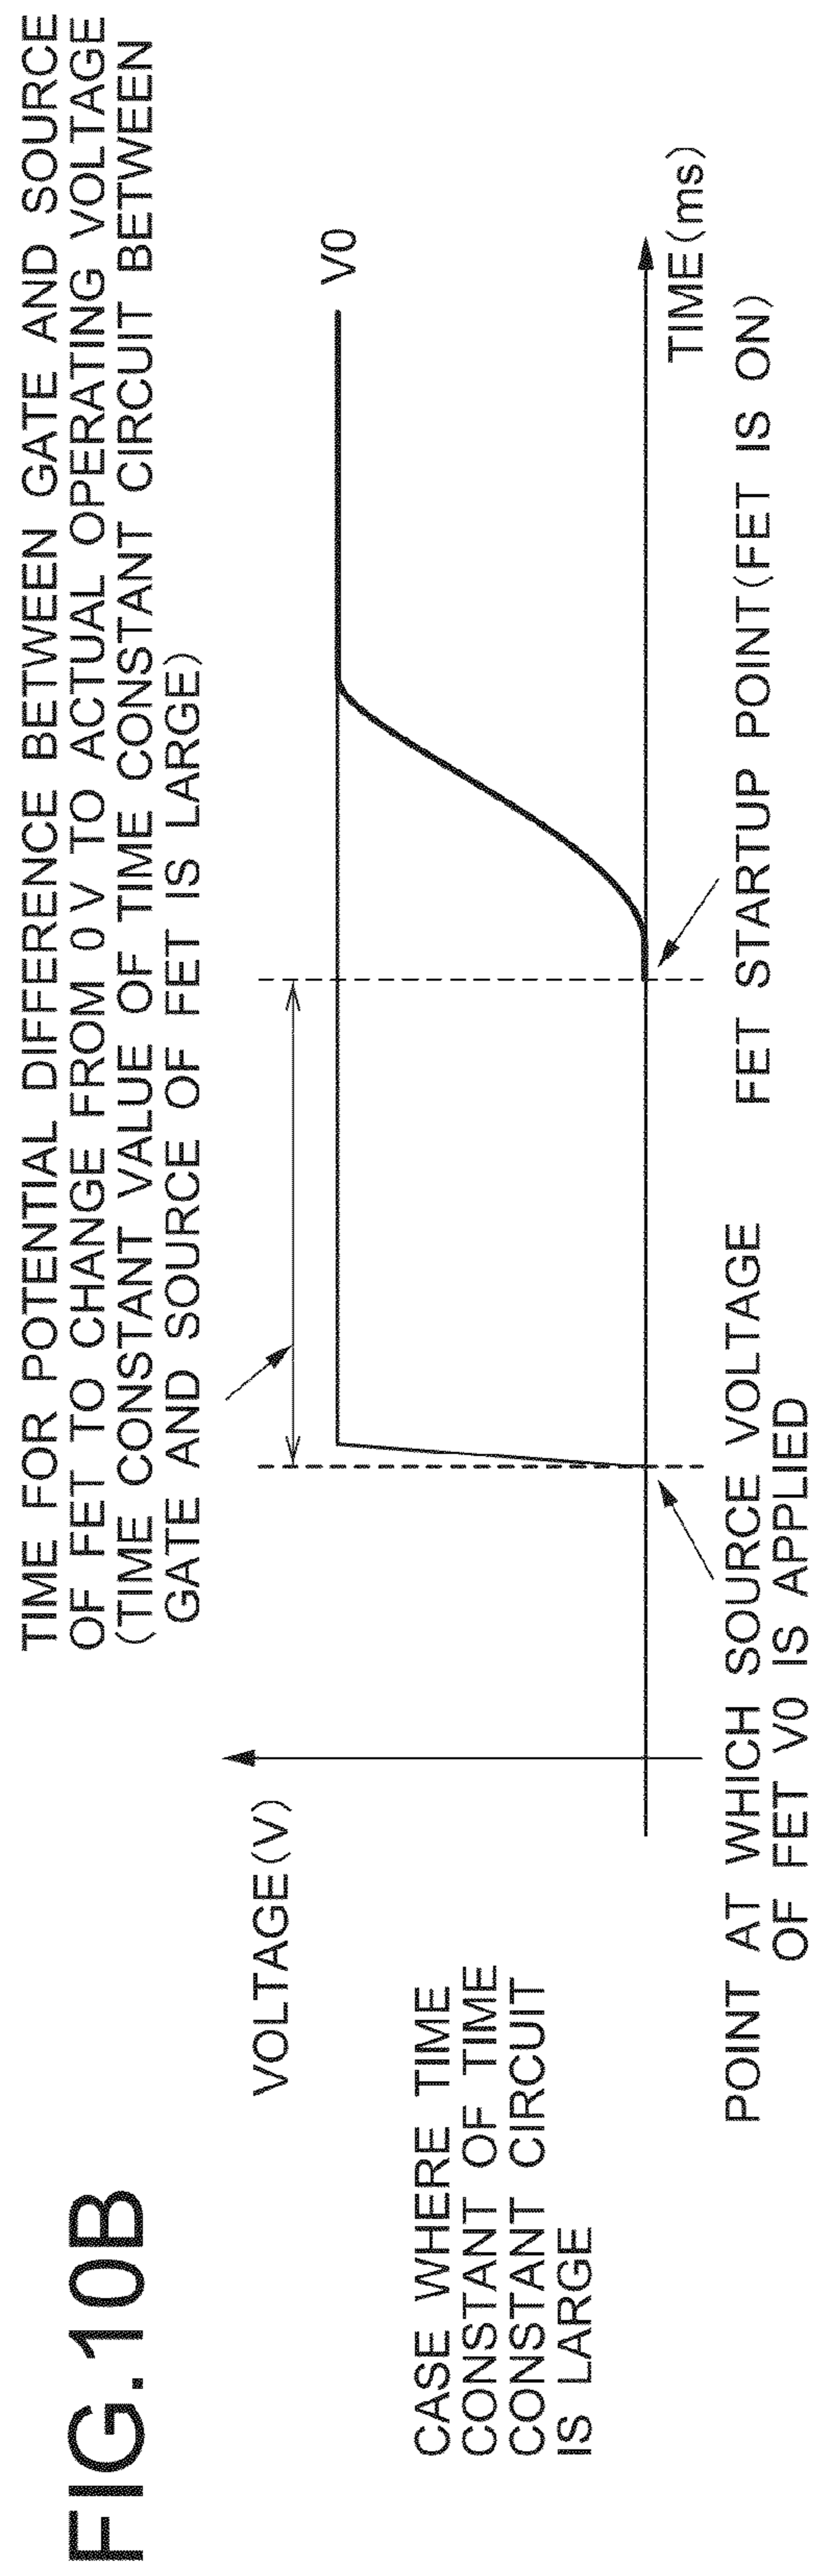 FIG.10B
TIME FOR POTENTIAL DIFFERENCE BETWEEN GATE AND SOURCE
OF FET TO CHANGE FROM 0 V TO ACTUAL OPERATING VOLTAGE
(TIME CONSTANT VALUE OF TIME CONSTANT CIRCUIT BETWEEN
GATE AND SOURCE OF FET IS LARGE)
VOLTAGE(V)
V0
CASE WHERE TIME
CONSTANT OF TIME
CONSTANT CIRCUIT
IS LARGE
TIME(ms)
POINT AT WHICH SOURCE VOLTAGE
OF FET V0 IS APPLIED
FET STARTUP POINT(FET IS ON)